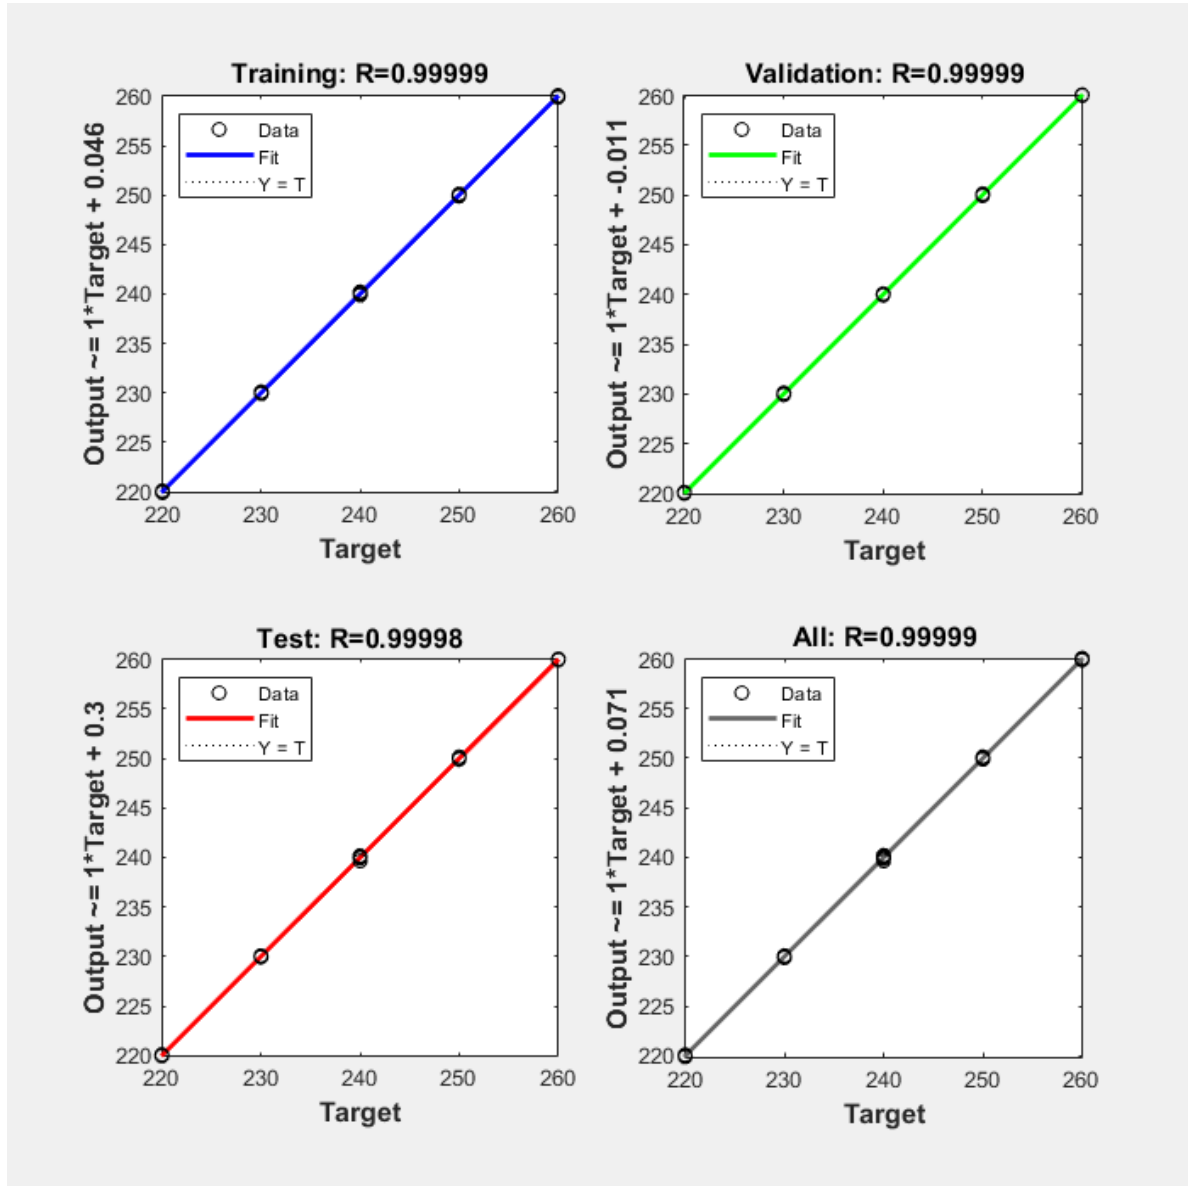 Training: R=0.99999
Output ~= 1*Target + 0.046
260
255
250
245
240
235
230
225
220
Data
Fit
Y = T
220 230 240 250 260
Target
Validation: R=0.99999
Output ~= 1*Target + -0.011
260
255
250
245
240
235
230
225
220
Data
Fit
Y = T
220 230 240 250 260
Target
Test: R=0.99998
Output ~= 1*Target + 0.3
260
255
250
245
240
235
230
225
220
Data
Fit
Y = T
220 230 240 250 260
Target
All: R=0.99999
Output ~= 1*Target + 0.071
260
255
250
245
240
235
230
225
220
Data
Fit
Y = T
220 230 240 250 260
Target